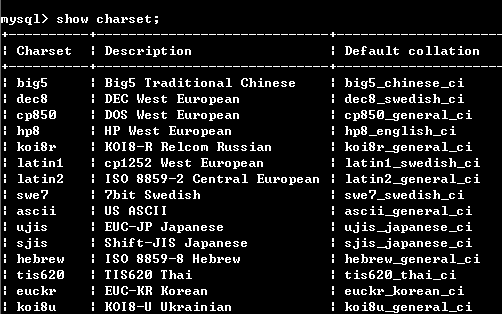 mysql> show charset;
+----------+-----------------------------+---------------------
¦ Charset ¦ Description ¦ Default collation
+----------+-----------------------------+---------------------
¦ big5 ¦ Big5 Traditional Chinese ¦ big5_chinese_ci
¦ dec8 ¦ DEC West European ¦ dec8_swedish_ci
¦ cp850 ¦ DOS West European ¦ cp850_general_ci
¦ hp8 ¦ HP West European ¦ hp8_english_ci
¦ koi8r ¦ KOI8-R Relcom Russian ¦ koi8r_general_ci
¦ latin1 ¦ cp1252 West European ¦ latin1_swedish_ci
¦ latin2 ¦ ISO 8859-2 Central European ¦ latin2_general_ci
¦ swe7 ¦ 7bit Swedish ¦ swe7_swedish_ci
¦ ascii ¦ US ASCII ¦ ascii_general_ci
¦ ujis ¦ EUC-JP Japanese ¦ ujis_japanese_ci
¦ sjis ¦ Shift-JIS Japanese ¦ sjis_japanese_ci
¦ hebrew ¦ ISO 8859-8 Hebrew ¦ hebrew_general_ci
¦ tis620 ¦ TIS620 Thai ¦ tis620_thai_ci
¦ euckr ¦ EUC-KR Korean ¦ euckr_korean_ci
¦ koi8u ¦ KOI8-U Ukrainian ¦ koi8u_general_ci